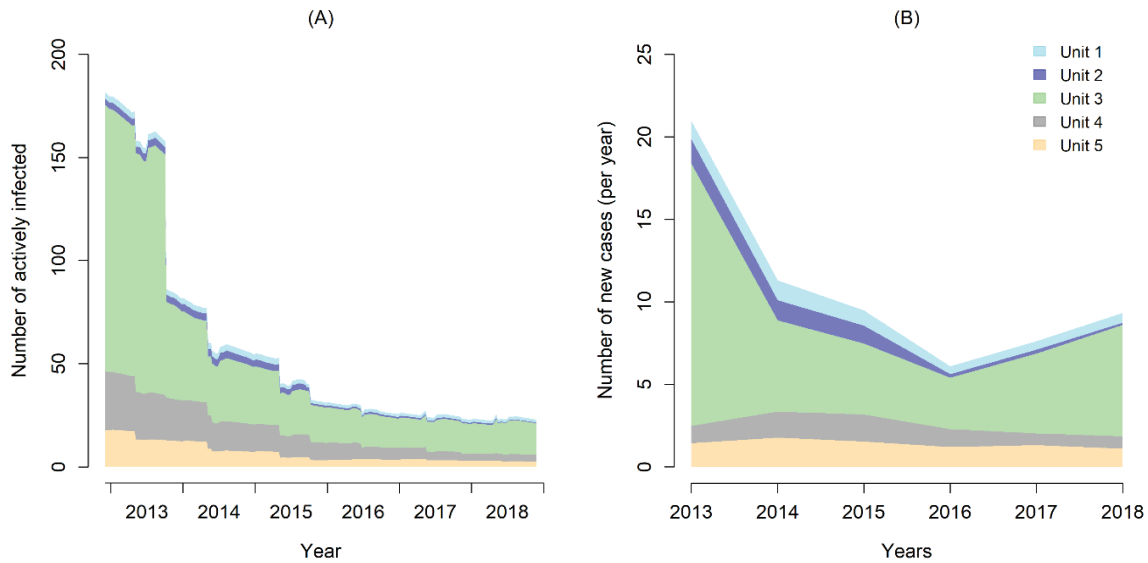 (A)
Number of actively infected
200
150
100
50
0
2013 2014 2015 2016 2017 2018
Year
(B)
Number of new cases (per year)
25
20
15
10
5
0
Unit 1
Unit 2
Unit 3
Unit 4
Unit 5
2013 2014 2015 2016 2017 2018
Years